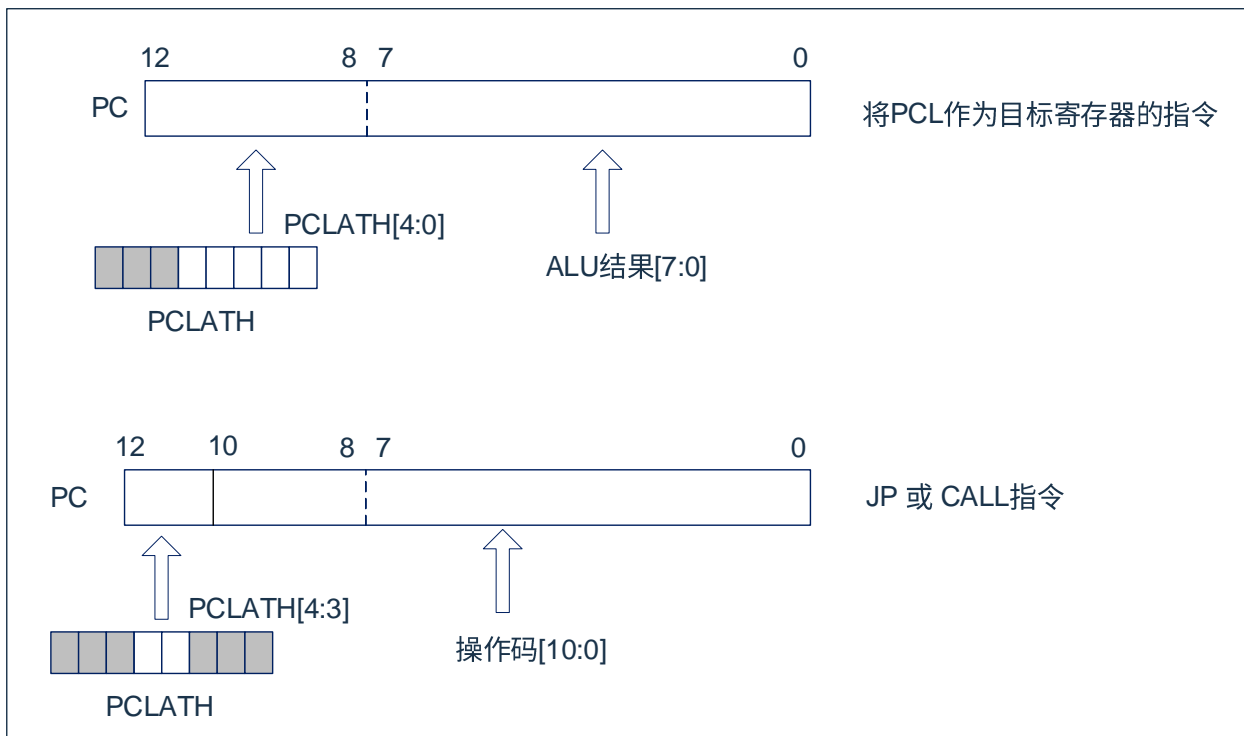 12 8 7 0
PC
将PCL作为目标寄存器的指令
PCLATH[4:0]
ALU结果[7:0]
PCLATH
12 10 8 7 0
PC
JP 或 CALL指令
PCLATH[4:3]
操作码[10:0]
PCLATH